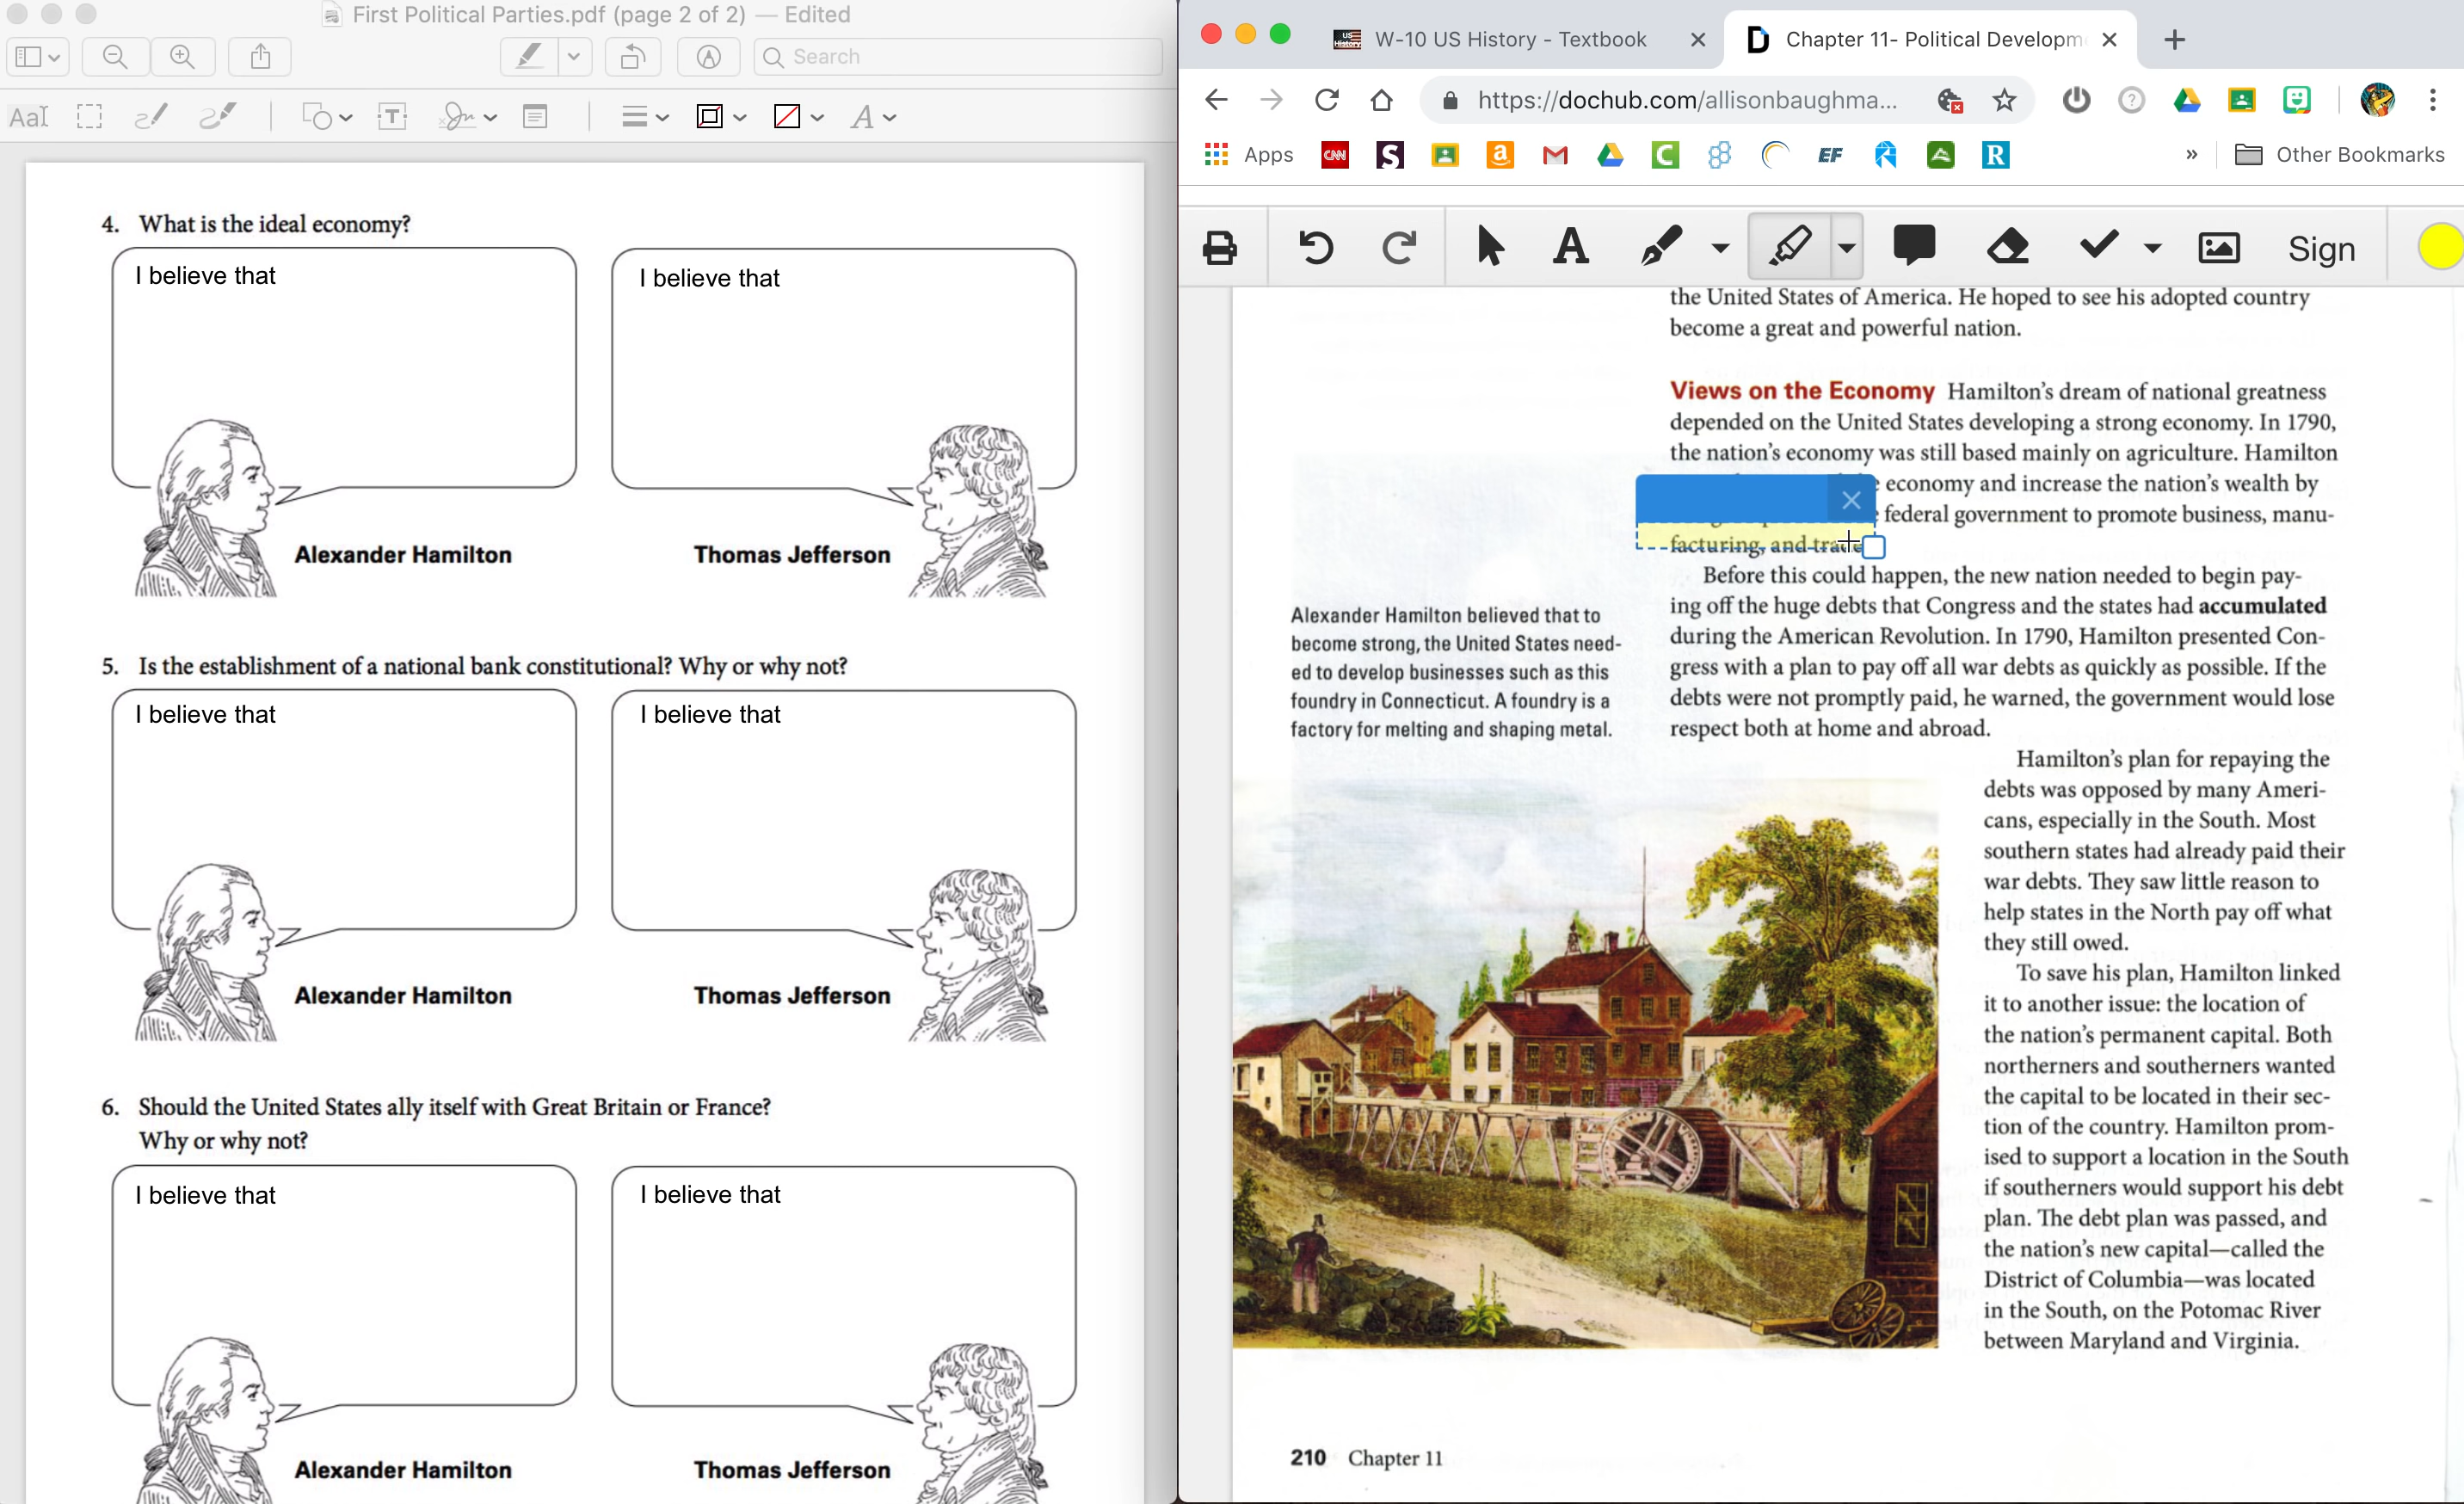 First Political Parties.pdf (page 2 of 2) — Edited
Search
AaI
T
A
4. What is the ideal economy?
I believe that
I believe that
Alexander Hamilton
Thomas Jefferson
5. Is the establishment of a national bank constitutional? Why or why not?
I believe that
I believe that
Alexander Hamilton
Thomas Jefferson
6. Should the United States ally itself with Great Britain or France?
Why or why not?
I believe that
I believe that
Alexander Hamilton
Thomas Jefferson
W-10 US History - Textbook
Chapter 11- Political Developm
https://dochub.com/allisonbaughma...
Apps
CNN
S
a
C
EF
R
»
Other Bookmarks
A
Sign
the United States of America. He hoped to see his adopted country
become a great and powerful nation.
Views on the Economy Hamilton's dream of national greatness
depended on the United States developing a strong economy. In 1790,
the nation's economy was still based mainly on agriculture. Hamilton
economy and increase the nation's wealth by
federal government to promote business, manu-
facturing, and trade
Before this could happen, the new nation needed to begin pay-
ing off the huge debts that Congress and the states had accumulated
during the American Revolution. In 1790, Hamilton presented Con-
gress with a plan to pay off all war debts as quickly as possible. If the
debts were not promptly paid, he warned, the government would lose
respect both at home and abroad.
Alexander Hamilton believed that to
become strong, the United States need-
ed to develop businesses such as this
foundry in Connecticut. A foundry is a
factory for melting and shaping metal.
Hamilton's plan for repaying the
debts was opposed by many Ameri-
cans, especially in the South. Most
southern states had already paid their
war debts. They saw little reason to
help states in the North pay off what
they still owed.
To save his plan, Hamilton linked
it to another issue: the location of
the nation's permanent capital. Both
northerners and southerners wanted
the capital to be located in their sec-
tion of the country. Hamilton prom-
ised to support a location in the South
if southerners would support his debt
plan. The debt plan was passed, and
the nation's new capital—called the
District of Columbia—was located
in the South, on the Potomac River
between Maryland and Virginia.
210 Chapter 11